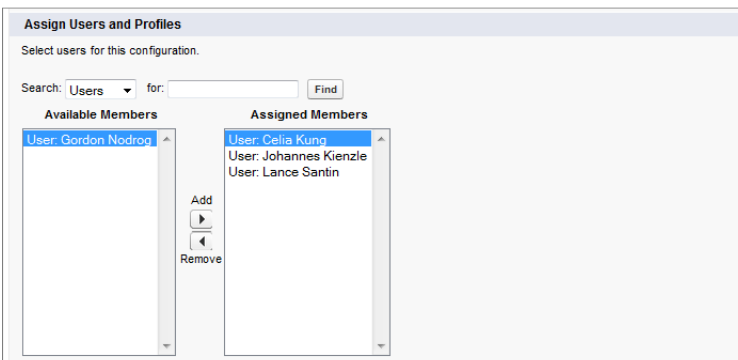 Assign Users and Profiles
Select users for this configuration.
Search: Users for: Find
Available Members Assigned Members
User: Gordon Nodrog User: Celia Kung
User: Johannes Kienzle
User: Lance Santin
Add
Remove